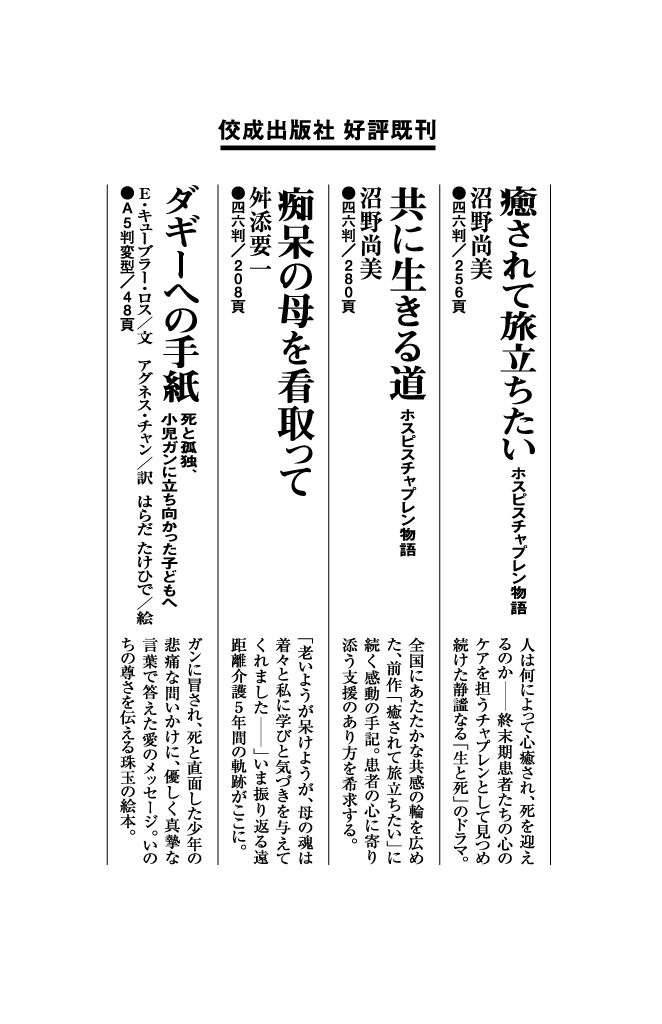 佼成出版社 好評既刊
癒されて旅立ちたい ホスピスチャプレン物語
沼野尚美
●四六判／256頁
人は何によって心癒され、死を迎え
るのか――終末期患者たちの心の
ケアを担うチャプレンとして見つめ
続けた静謐なる「生と死」のドラマ。
共に生きる道 ホスピスチャプレン物語
沼野尚美
●四六判／280頁
全国にあたたかな共感の輪を広め
た、前作「癒されて旅立ちたい」に
続く感動の手記。患者の心に寄り
添う支援のあり方を希求する。
痴呆の母を看取って
舛添要一
●四六判／208頁
「老いようが呆けようが、母の魂は
着々と私に学びと気づきを与えて
くれました――」いま振り返る遠
距離介護5年間の軌跡がここに。
ダギーへの手紙 死と孤独、
小児ガンに立ち向かった子どもへ
E・キューブラー・ロス／文 アグネス・チャン／訳 はらだ たけひで／絵
●A5判変型／48頁
ガンに冒され、死と直面した少年の
悲痛な問いかけに、優しく真摯な
言葉で答えた愛のメッセージ。いの
ちの尊さを伝える珠玉の絵本。